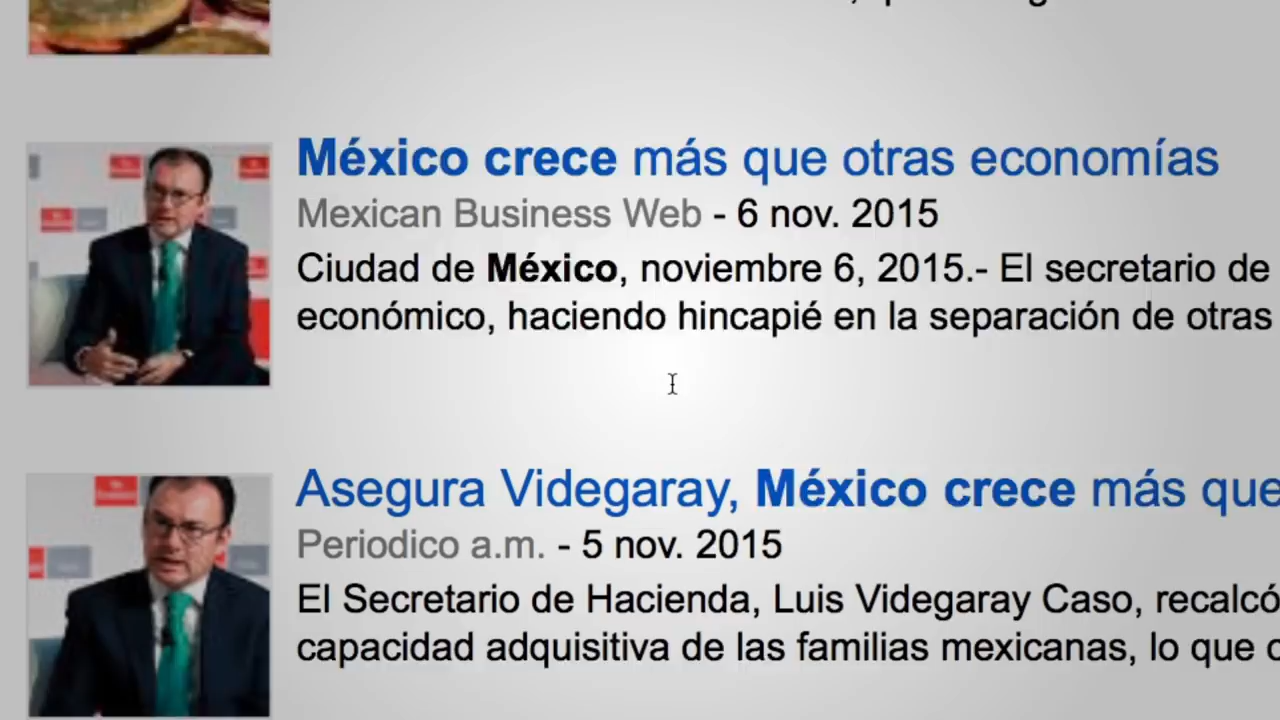 México crece más que otras economías
Mexican Business Web - 6 nov. 2015
Ciudad de México, noviembre 6, 2015.- El secretario de
económico, haciendo hincapié en la separación de otras
Asegura Videgaray, México crece más que
Periodico a.m. - 5 nov. 2015
El Secretario de Hacienda, Luis Videgaray Caso, recalcó
capacidad adquisitiva de las familias mexicanas, lo que